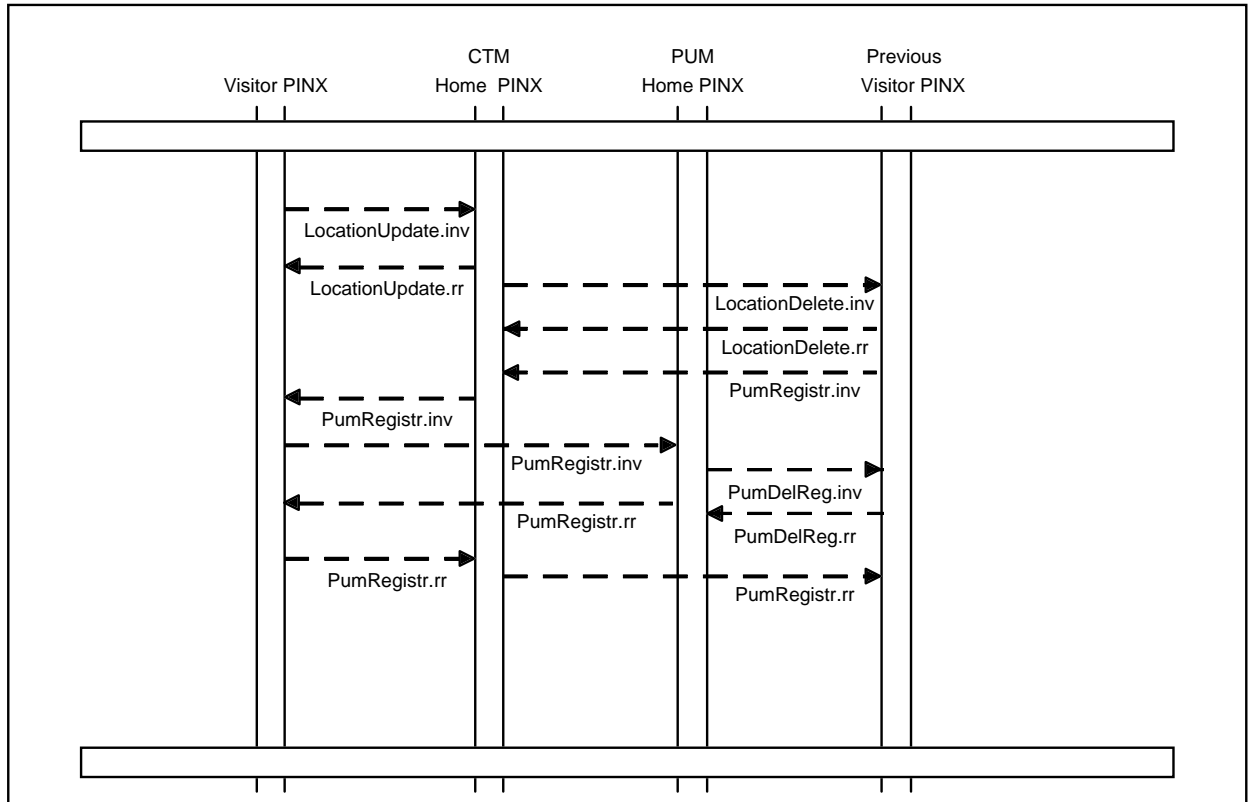 CTM PUM Previous
Visitor PINX Home PINX Home PINX Visitor PINX
LocationUpdate.inv
LocationUpdate.rr
LocationDelete.inv
LocationDelete.rr
PumRegistr.inv
PumRegistr.inv
PumRegistr.inv
PumDelReg.inv
PumRegistr.rr
PumDelReg.rr
PumRegistr.rr
PumRegistr.rr